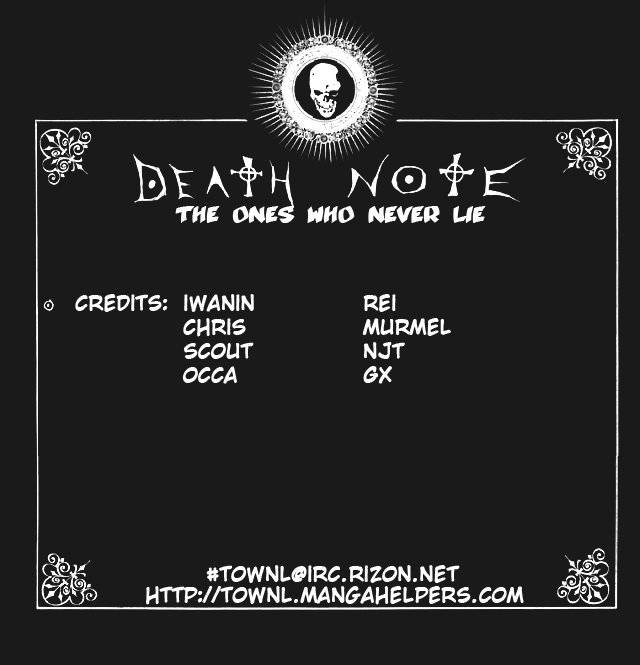 DEATH NOTE
THE ONES WHO NEVER LIE
CREDITS: IWANIN REI
CHRIS MURMEL
SCOUT NJT
OCCA GX
#TOWNL@IRC.RIZON.NET
HTTP://TOWNL.MANGAHELPERS.COM